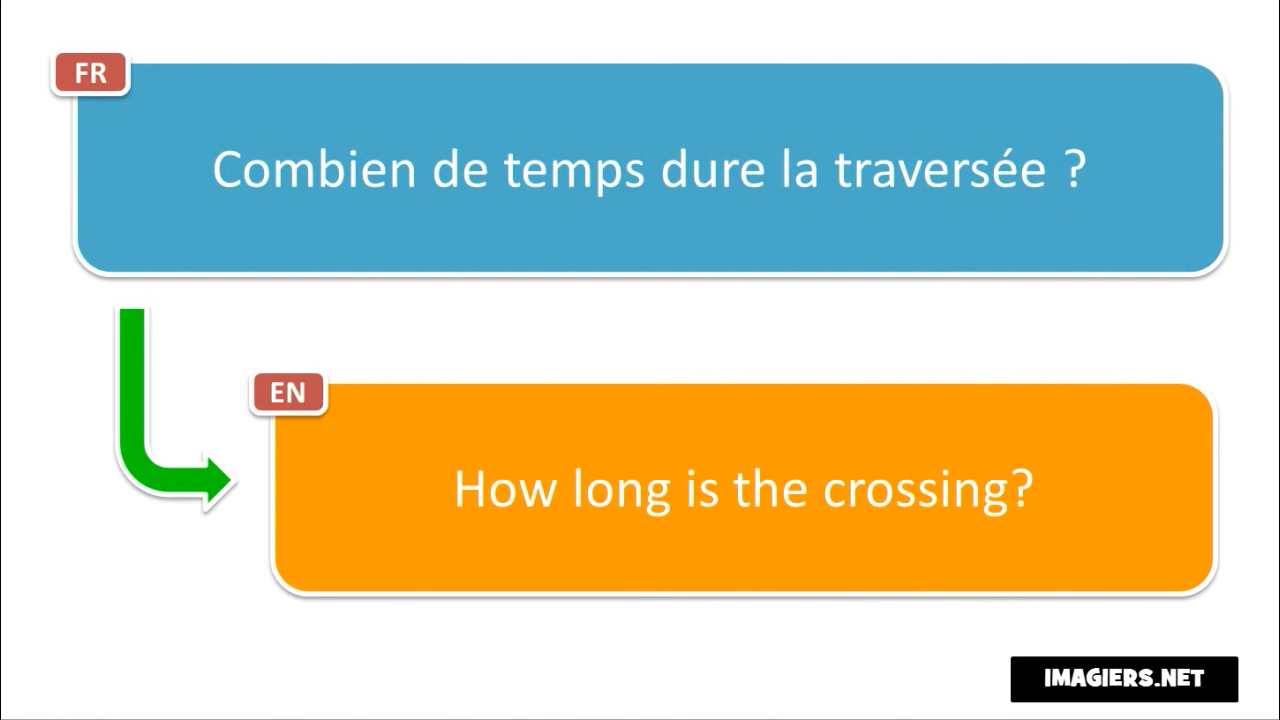 FR
Combien de temps dure la traversée ?
EN
How long is the crossing?
IMAGIERS.NET